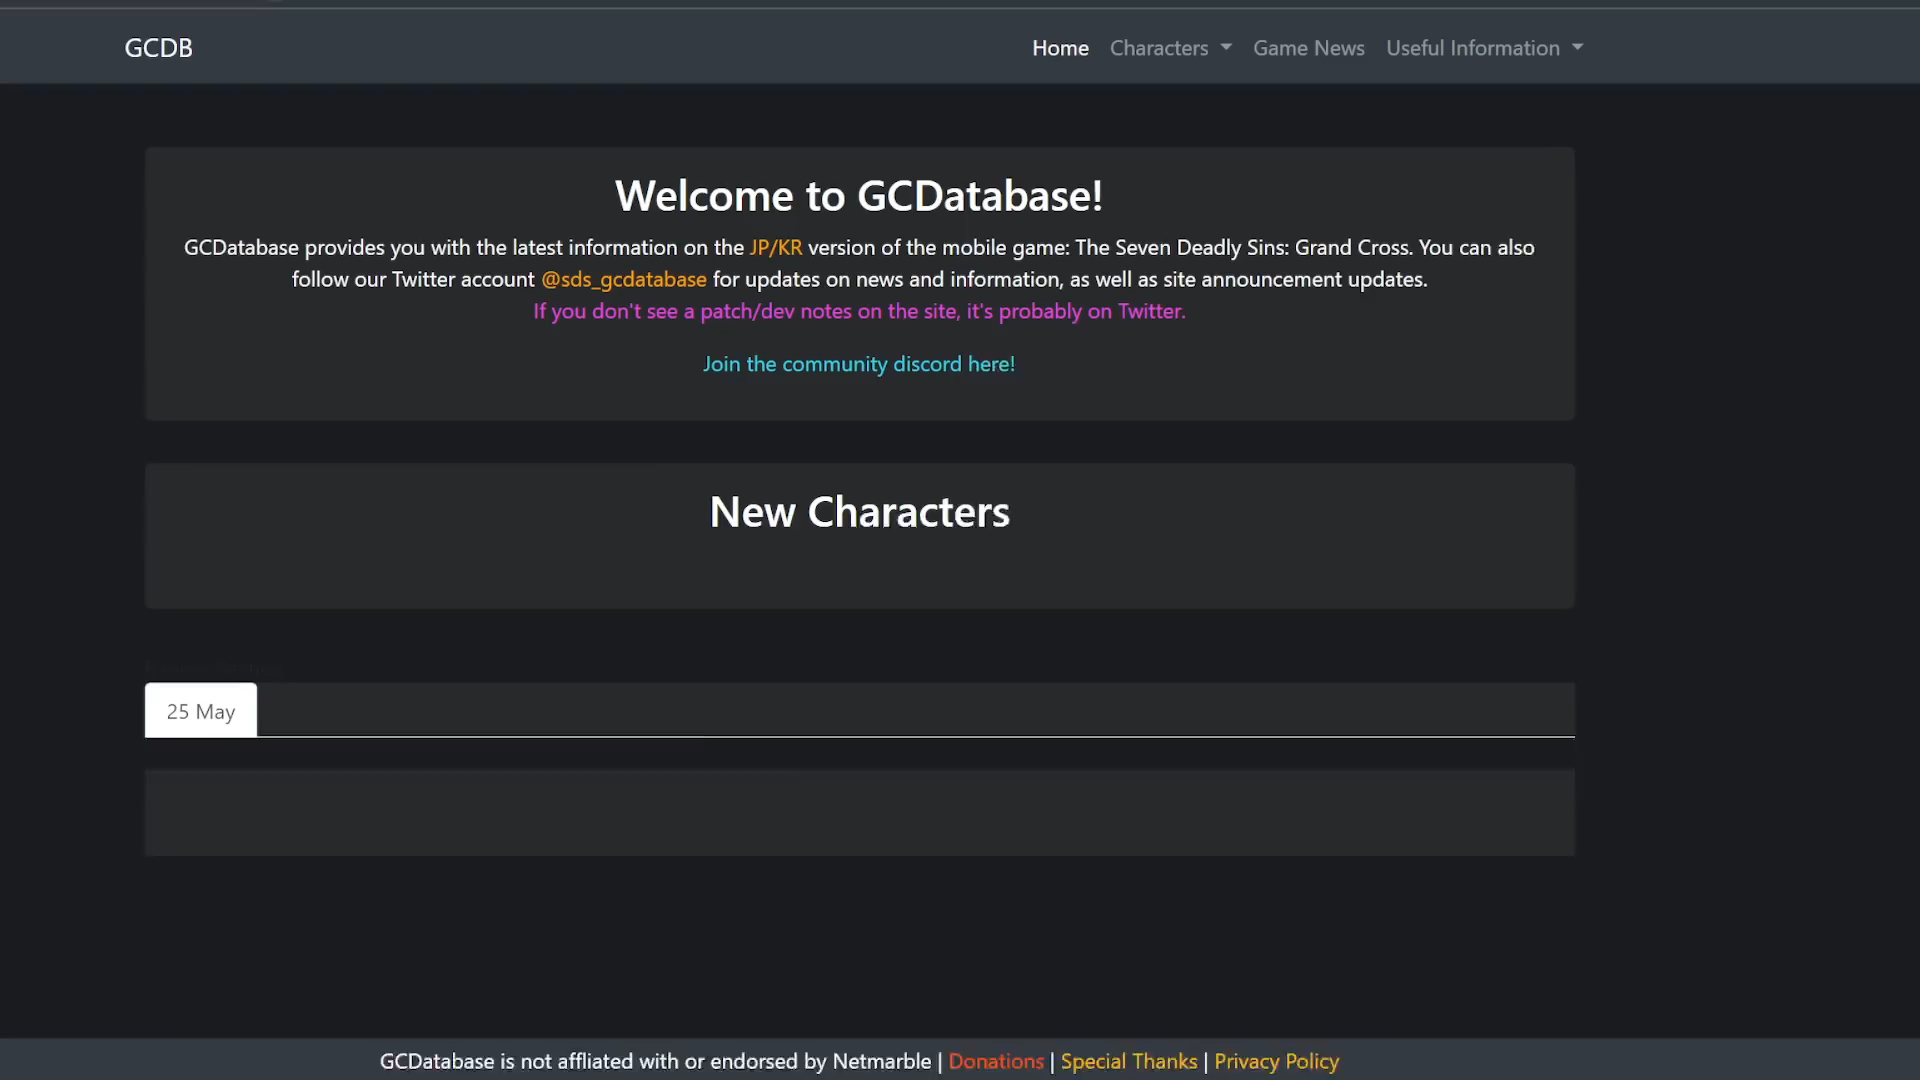 GCDB
Home Characters Game News Useful Information
Welcome to GCDatabase!
GCDatabase provides you with the latest information on the JP/KR version of the mobile game: The Seven Deadly Sins: Grand Cross. You can also
follow our Twitter account @sds_gcdatabase for updates on news and information, as well as site announcement updates.
If you don't see a patch/dev notes on the site, it's probably on Twitter.
Join the community discord here!
New Characters
25 May
GCDatabase is not affliated with or endorsed by Netmarble | Donations | Special Thanks | Privacy Policy